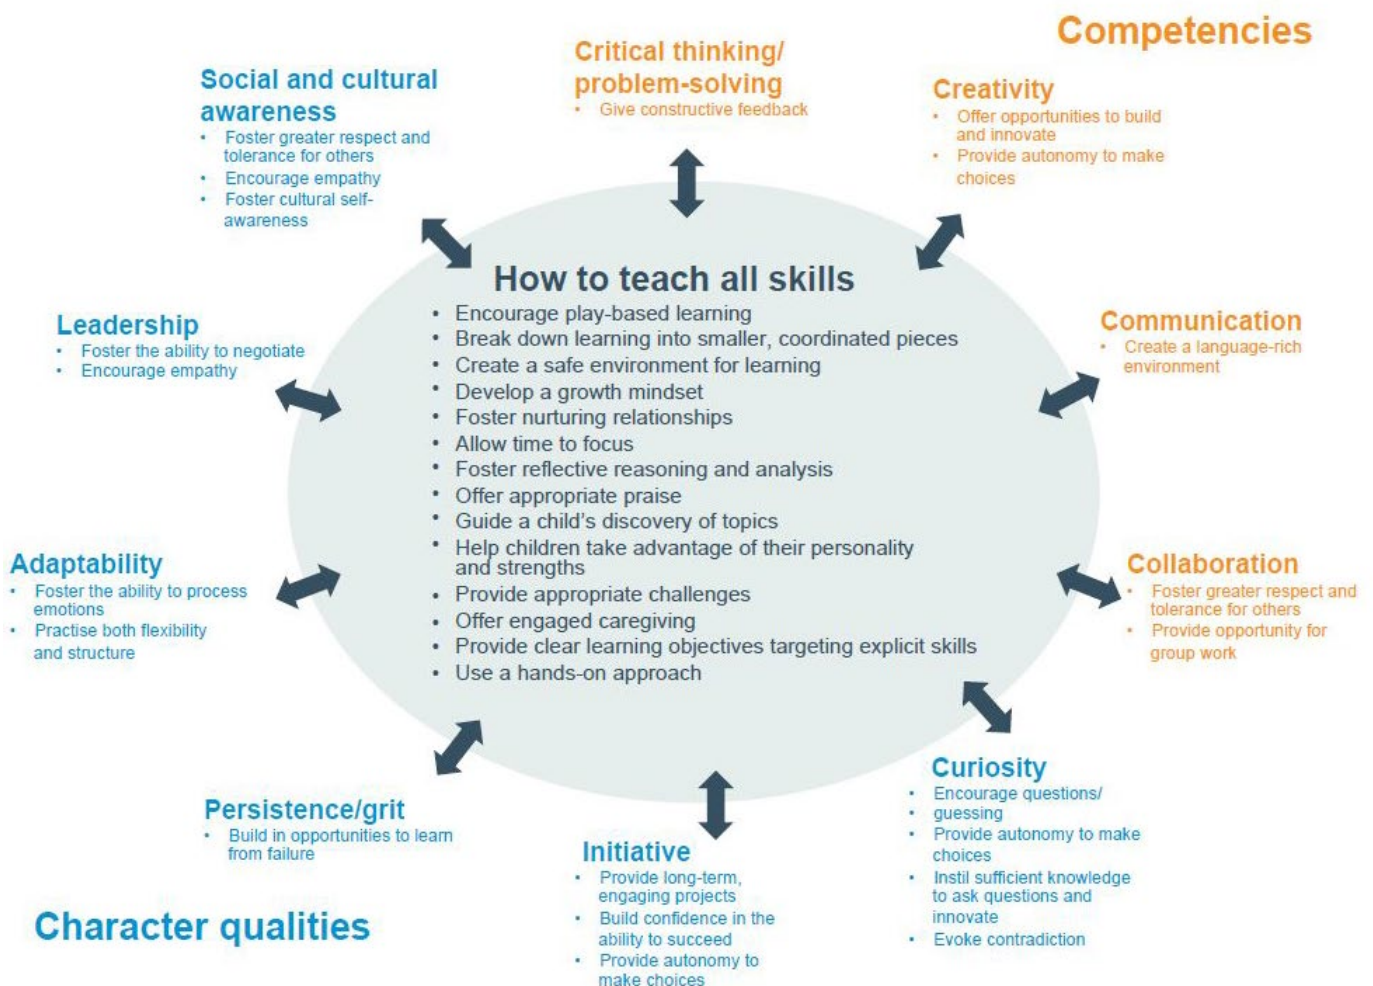 Competencies
Critical thinking/
problem-solving
• Give constructive feedback
Creativity
• Offer opportunities to build
and innovate
• Provide autonomy to make
choices
Communication
• Create a language-rich
environment
Collaboration
• Foster greater respect and
tolerance for others
• Provide opportunity for
group work
Social and cultural
awareness
• Foster greater respect and
tolerance for others
• Encourage empathy
• Foster cultural self-
awareness
Leadership
• Foster the ability to negotiate
• Encourage empathy
Adaptability
• Foster the ability to process
emotions
• Practise both flexibility
and structure
Persistence/grit
• Build in opportunities to learn
from failure
Initiative
• Provide long-term,
engaging projects
• Build confidence in the
ability to succeed
• Provide autonomy to
make choices
Curiosity
• Encourage questions/
• guessing
• Provide autonomy to make
choices
• Instil sufficient knowledge
to ask questions and
innovate
• Evoke contradiction
Character qualities
How to teach all skills
• Encourage play-based learning
• Break down learning into smaller, coordinated pieces
• Create a safe environment for learning
• Develop a growth mindset
• Foster nurturing relationships
• Allow time to focus
• Foster reflective reasoning and analysis
• Offer appropriate praise
• Guide a child's discovery of topics
• Help children take advantage of their personality
and strengths
• Provide appropriate challenges
• Offer engaged caregiving
• Provide clear learning objectives targeting explicit skills
• Use a hands-on approach